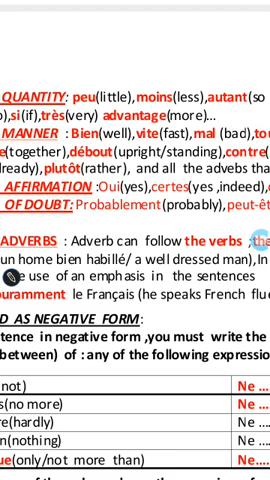 QUANTITY: peu(little),moins(less),autant(so
),si(if),très(very) advantage(more)...
MANNER : Bien(well),vite(fast),mal (bad),
(together),débout(upright/standing),contre(
lready),plutôt(rather), and all the advebs tha
AFFIRMATION :Oui(yes),certes(yes ,indeed),
OF DOUBT: Probablement(probably),
ADVERBS : Adverb can follow the verbs ;
un home bien habillé/ a well dressed man),In
use of an emphasis in the sentences
ouramment le Français (he speaks French
D AS NEGATIVE FORM:
tence in negative form ,you must write the
between) of : any of the following expressio
not) Ne ....
s(no more) Ne ....
re(hardly) Ne ...
n(nothing) Ne ...
ue(only/not more than) Ne....